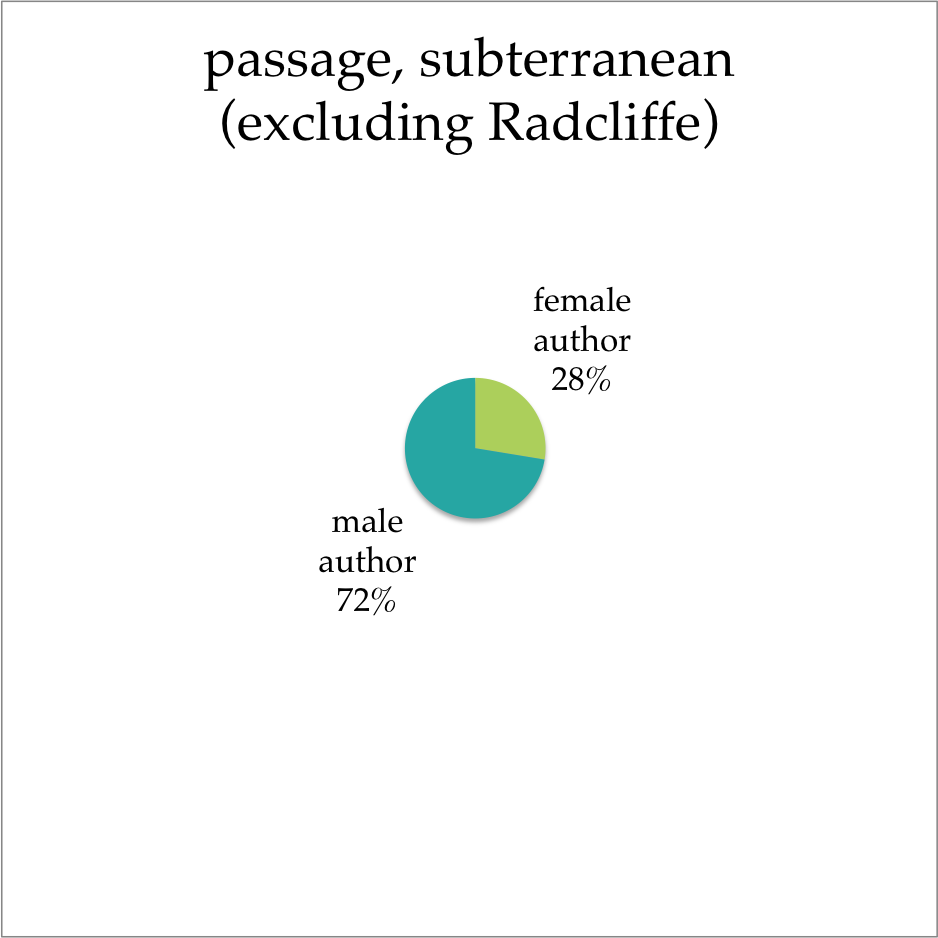 passage, subterranean
(excluding Radcliffe)
female
author
28%
male
author
72%